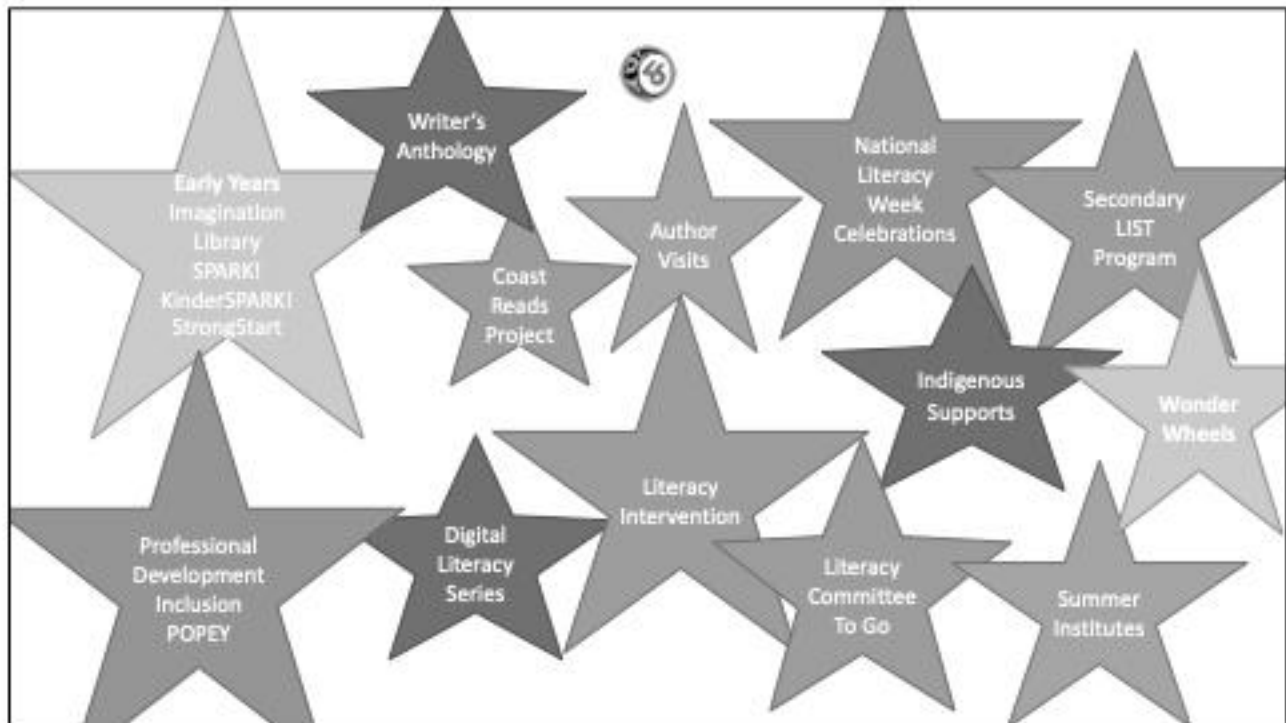 46
Writer's
Anthology
Early Years
Imagination
Library
SPARK!
KinderSPARK!
StrongStart
Coast
Reads
Project
Author
Visits
National
Literacy
Week
Celebrations
Secondary
LIST
Program
Indigenous
Supports
Wonder
Wheels
Professional
Development
Inclusion
POPEY
Digital
Literacy
Series
Literacy
Intervention
Literacy
Committee
To Go
Summer
Institutes